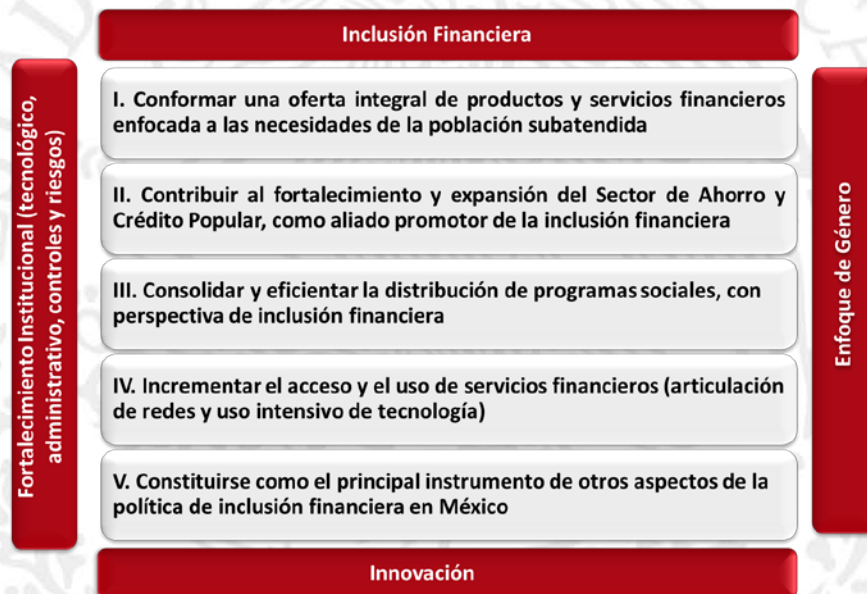 Inclusión Financiera
Fortalecimiento Institucional (tecnológico,
administrativo, controles y riesgos)
I. Conformar una oferta integral de productos y servicios financieros
enfocada a las necesidades de la población subatendida
II. Contribuir al fortalecimiento y expansión del Sector de Ahorro y
Crédito Popular, como aliado promotor de la inclusión financiera
III. Consolidar y eficientar la distribución de programas sociales, con
perspectiva de inclusión financiera
IV. Incrementar el acceso y el uso de servicios financieros (articulación
de redes y uso intensivo de tecnología)
V. Constituirse como el principal instrumento de otros aspectos de la
política de inclusión financiera en México
Enfoque de Género
Innovación